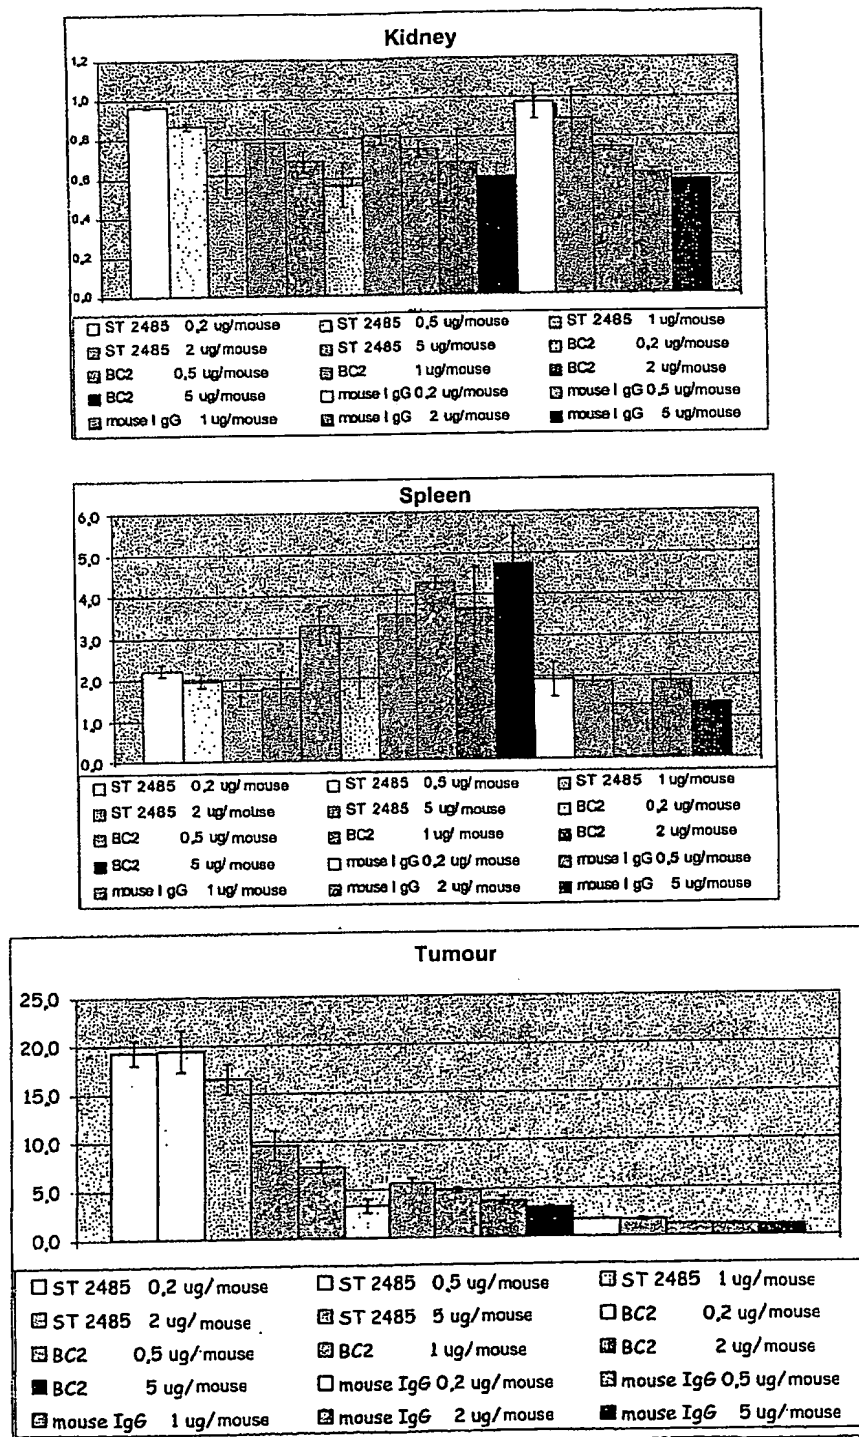 Kidney
1,2
1,0
0,8
0,6
0,4
0,2
0,0
ST 2485 0,2 ug/mouse ST 2485 0,5 ug/mouse ST 2485 1 ug/mouse
ST 2485 2 ug/mouse ST 2485 5 ug/mouse BC2 0,2 ug/mouse
BC2 0,5 ug/mouse BC2 1 ug/mouse BC2 2 ug/mouse
BC2 5 ug/mouse mouse I gG 0,2 ug/mouse mouse I gG 0,5 ug/mouse
mouse I gG 1 ug/mouse mouse I gG 2 ug/mouse mouse I gG 5 ug/mouse
Spleen
6,0
5,0
4,0
3,0
2,0
1,0
0,0
ST 2485 0,2 ug/mouse ST 2485 0,5 ug/mouse ST 2485 1 ug/mouse
ST 2485 2 ug/mouse ST 2485 5 ug/mouse BC2 0,2 ug/mouse
BC2 0,5 ug/mouse BC2 1 ug/mouse BC2 2 ug/mouse
BC2 5 ug/mouse mouse I gG 0,2 ug/mouse mouse I gG 0,5 ug/mouse
mouse I gG 1 ug/mouse mouse I gG 2 ug/mouse mouse I gG 5 ug/mouse
Tumour
25,0
20,0
15,0
10,0
5,0
0,0
ST 2485 0,2 ug/mouse ST 2485 0,5 ug/mouse ST 2485 1 ug/mouse
ST 2485 2 ug/mouse ST 2485 5 ug/mouse BC2 0,2 ug/mouse
BC2 0,5 ug/mouse BC2 1 ug/mouse BC2 2 ug/mouse
BC2 5 ug/mouse mouse IgG 0,2 ug/mouse mouse IgG 0,5 ug/mouse
mouse IgG 1 ug/mouse mouse IgG 2 ug/mouse mouse IgG 5 ug/mouse